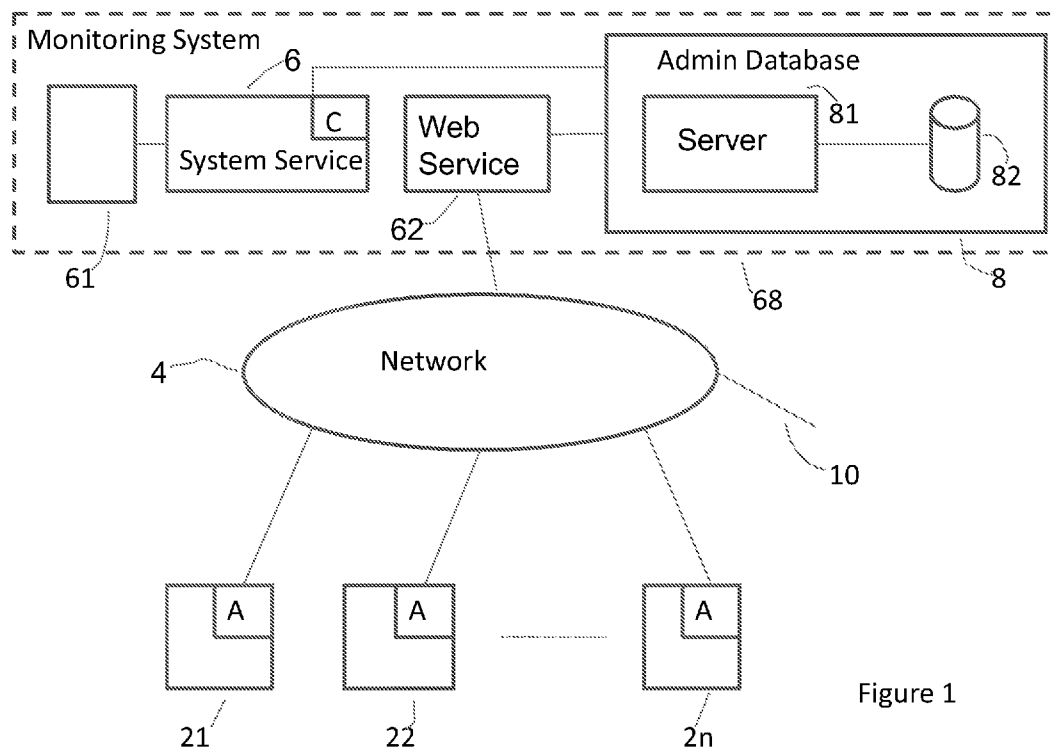 Monitoring System
6
Admin Database
81
C
System Service
Web
Service
Server
82
62
61
68
8
4
Network
10
A
A
A
21
22
2n
Figure 1